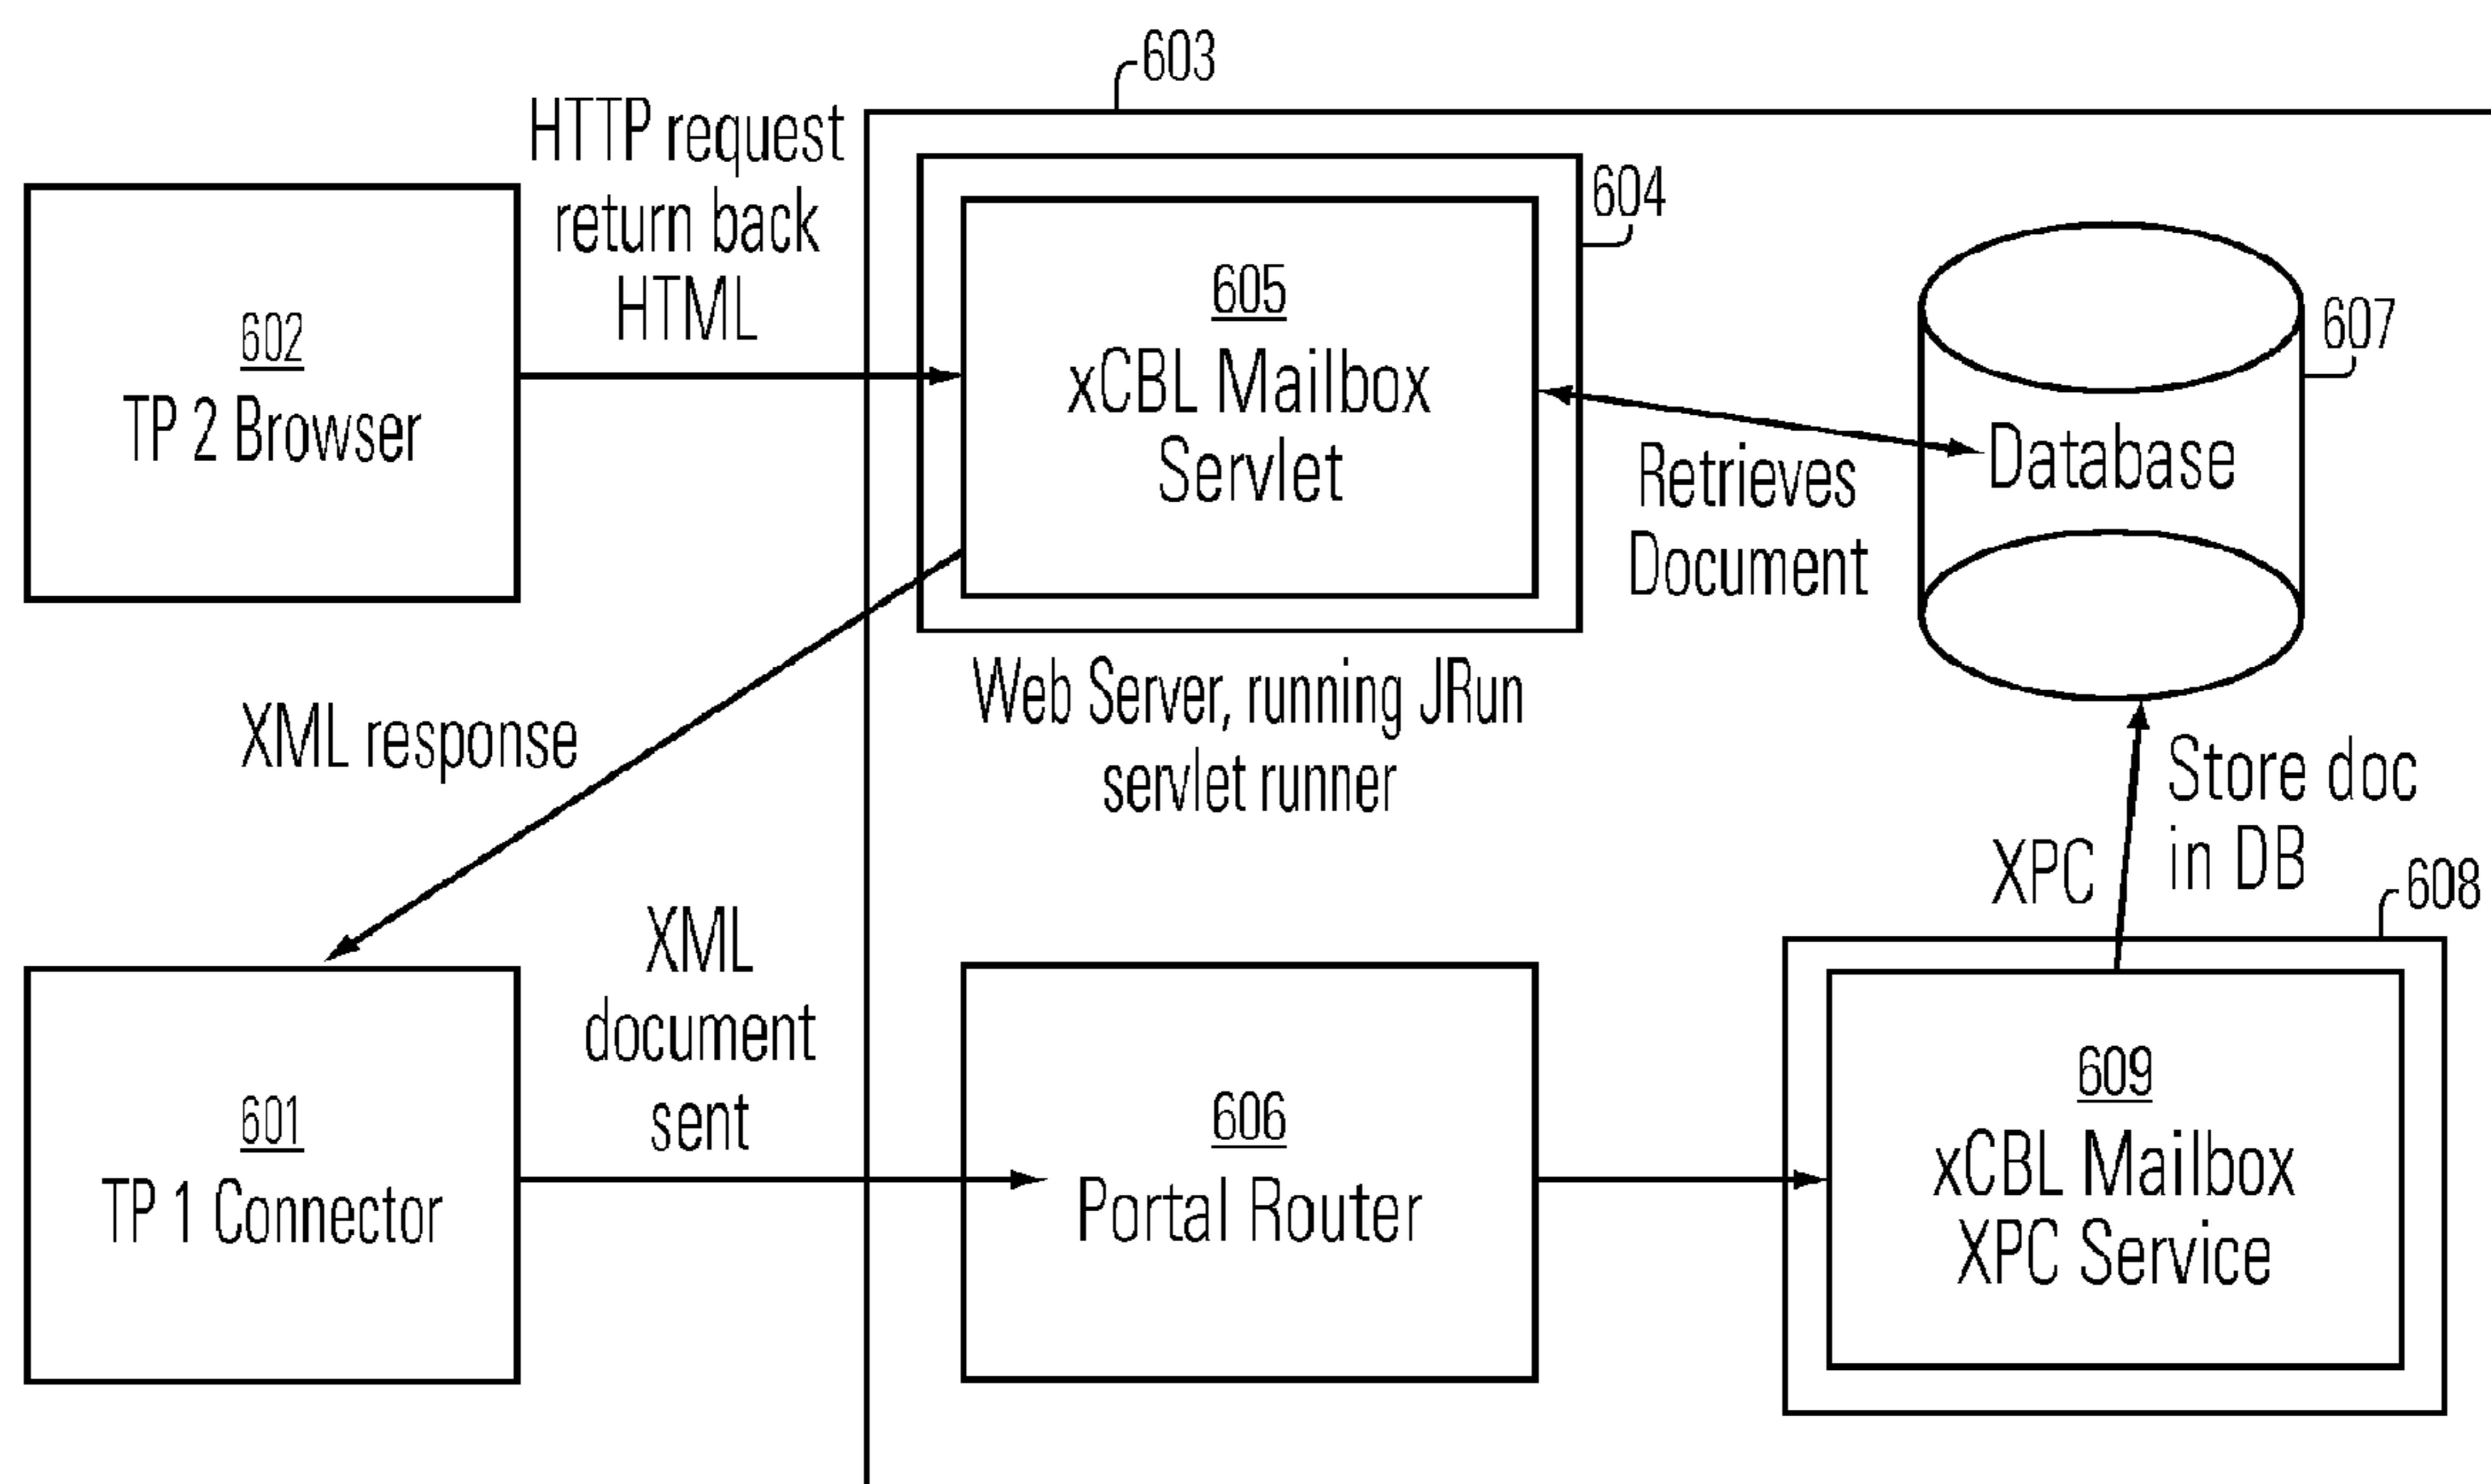 603
HTTP request
return back
HTML
604
602
TP 2 Browser
605
xCBL Mailbox
Servlet
607
Database
Retrieves
Document
Web Server, running JRun
servlet runner
XML response
Store doc
in DB
XPC
608
XML
document
sent
601
TP 1 Connector
606
Portal Router
609
xCBL Mailbox
XPC Service